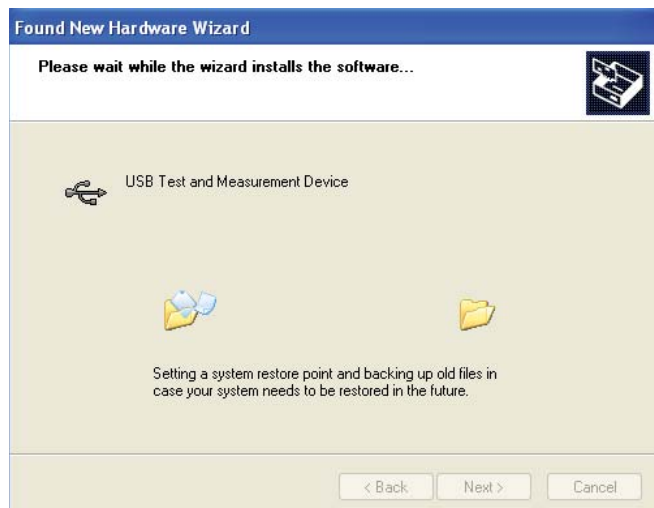 Found New Hardware Wizard
Please wait while the wizard installs the software...
USB Test and Measurement Device
Setting a system restore point and backing up old files in
case your system needs to be restored in the future.
< Back
Next >
Cancel